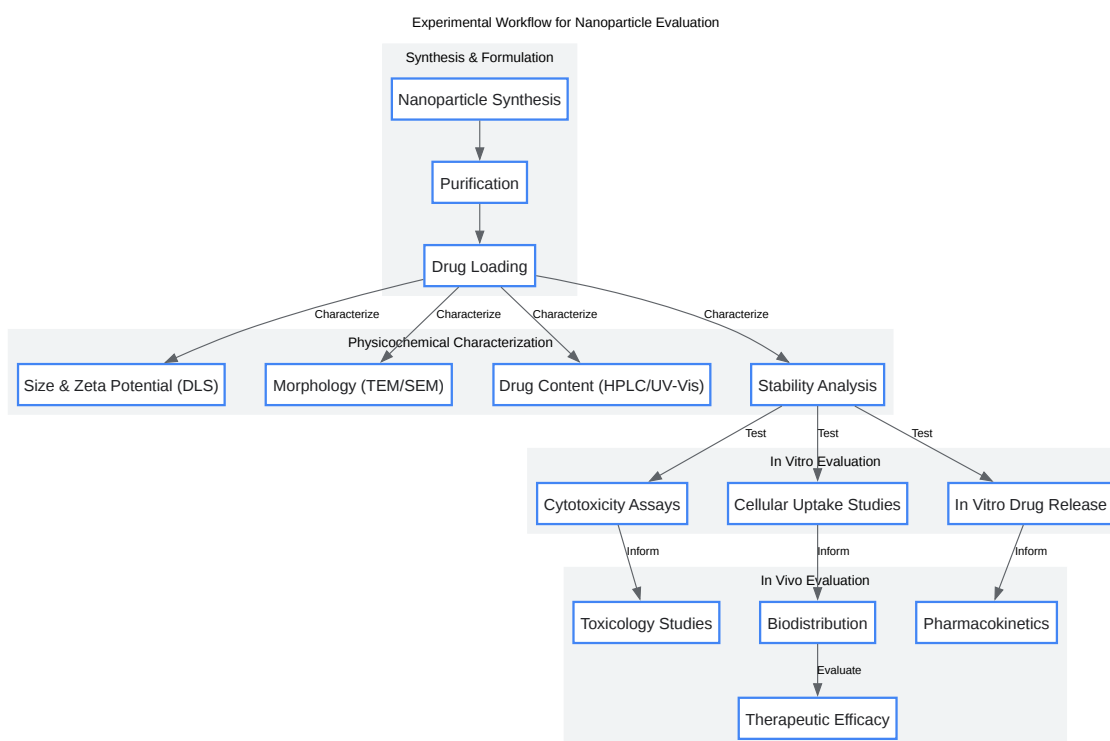 Experimental Workflow for Nanoparticle Evaluation
Synthesis & Formulation
Nanoparticle Synthesis
Purification
Drug Loading
Characterize
Characterize
Characterize
Characterize
Physicochemical Characterization
Size & Zeta Potential (DLS)
Morphology (TEM/SEM)
Drug Content (HPLC/UV-Vis)
Stability Analysis
Test
Test
Test
In Vitro Evaluation
Cytotoxicity Assays
Cellular Uptake Studies
In Vitro Drug Release
Inform
Inform
Inform
In Vivo Evaluation
Toxicology Studies
Biodistribution
Pharmacokinetics
Evaluate
Therapeutic Efficacy